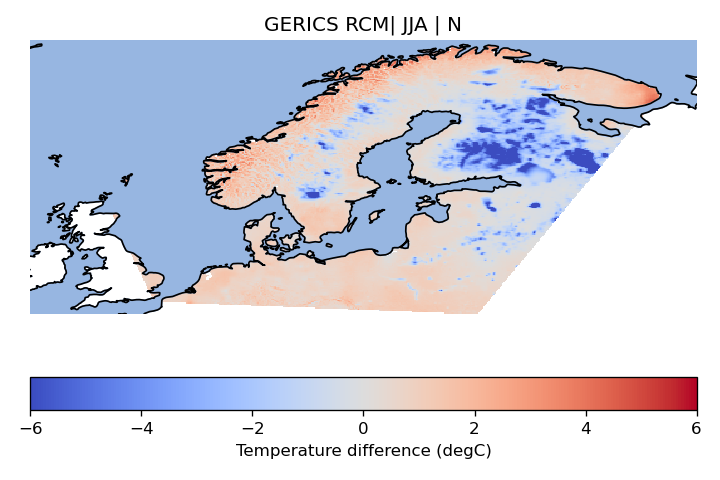 GERICS RCM| JJA | N
−6 −4 −2 0 2 4 6
Temperature difference (degC)